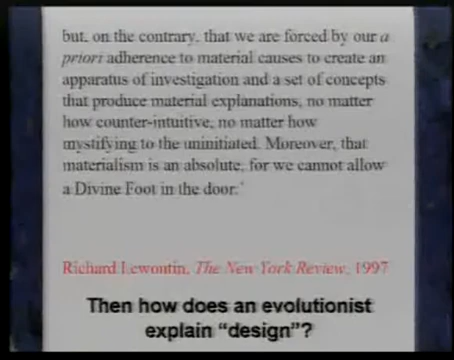 but, on the contrary, that we are forced by our a
priori adherence to material causes to create an
apparatus of investigation and a set of concepts
that produce material explanations, no matter
how counter-intuitive, no matter how
mystifying to the uninitiated. Moreover, that
materialism is an absolute, for we cannot allow
a Divine Foot in the door.'
Richard Lewontin, The New York Review, 1997
Then how does an evolutionist
explain “design”?